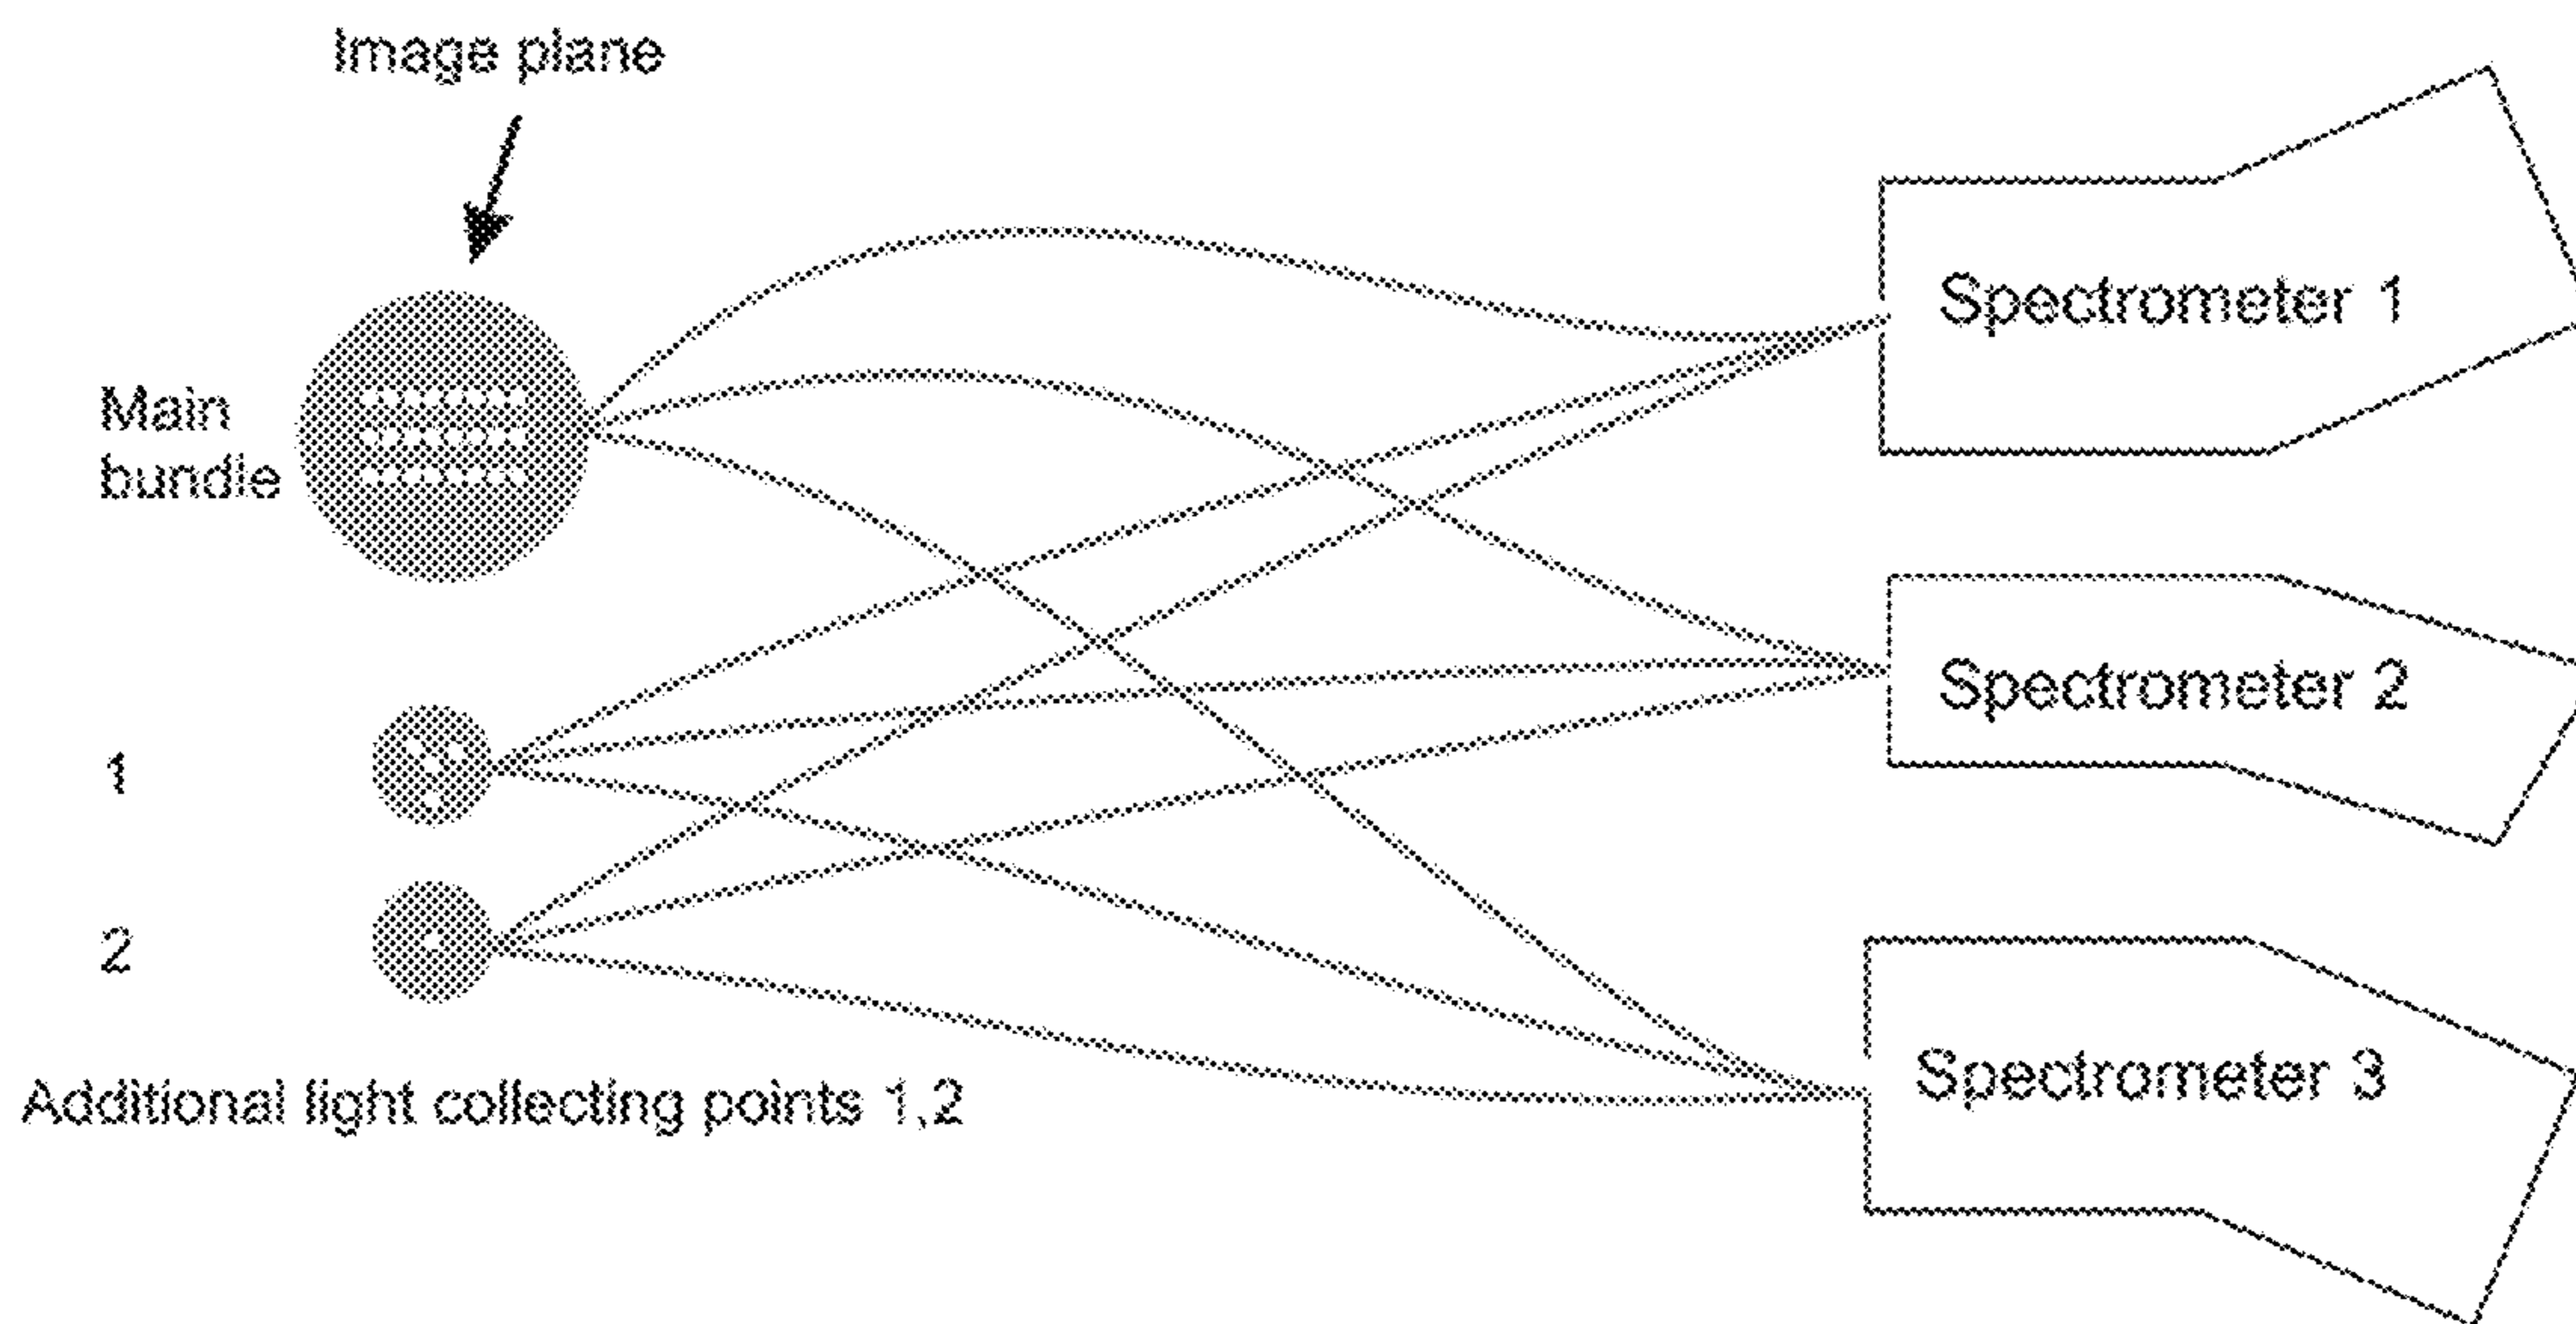 Image plane
Main
bundle
Spectrometer 1
Spectrometer 2
1
2
Spectrometer 3
Additional light collecting points 1,2